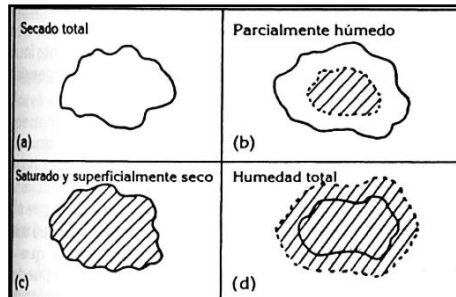 Secado total
Parcialmente húmedo
(a)
(b)
Saturado y superficialmente seco
Humedad total
(c)
(d)